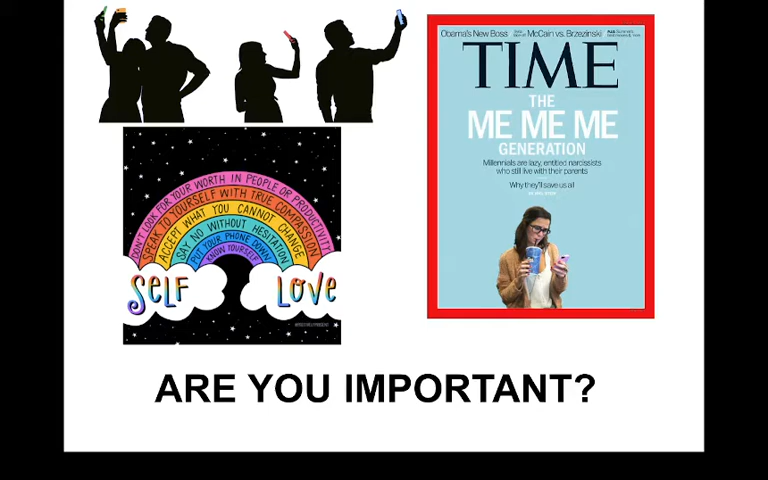 DON'T LOOK FOR YOUR WORTH IN PEOPLE OR PRODUCTIVITY
SPEAK TO YOURSELF WITH TRUE COMPASSION
ACCEPT WHAT YOU CANNOT CHANGE
SAY NO WITHOUT HESITATION
PUT YOUR PHONE DOWN
KNOW YOURSELF
SELF LOVE
Obama's New Boss McCain vs. Brzezinski
TIME
THE
ME ME ME
GENERATION
Millennials are lazy, entitled narcissists
who still live with their parents
Why they'll save us all
ARE YOU IMPORTANT?